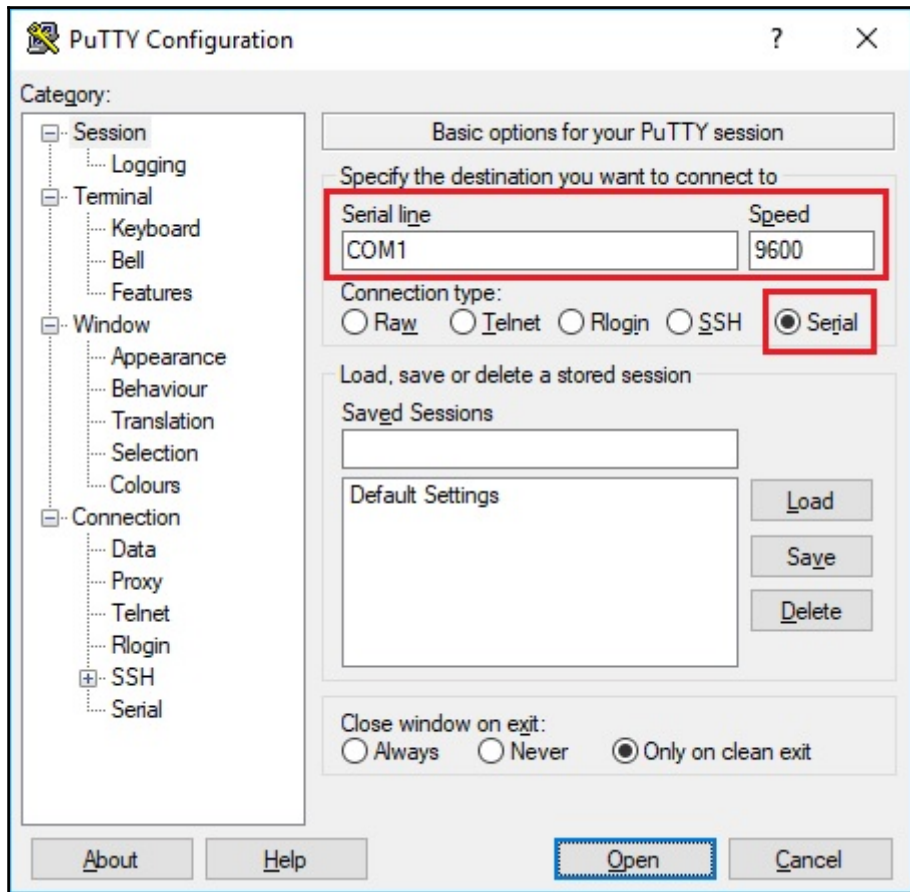 PuTTY Configuration
?
Category:
Session
Logging
Terminal
Keyboard
Bell
Features
Window
Appearance
Behaviour
Translation
Selection
Colours
Connection
Data
Proxy
Telnet
Rlogin
SSH
Serial
Basic options for your PuTTY session
Specify the destination you want to connect to
Serial line Speed
COM1 9600
Connection type:
Raw Telnet Rlogin SSH Serial
Load, save or delete a stored session
Saved Sessions
Default Settings
Load
Save
Delete
Close window on exit:
Always Never Only on clean exit
About Help Open Cancel